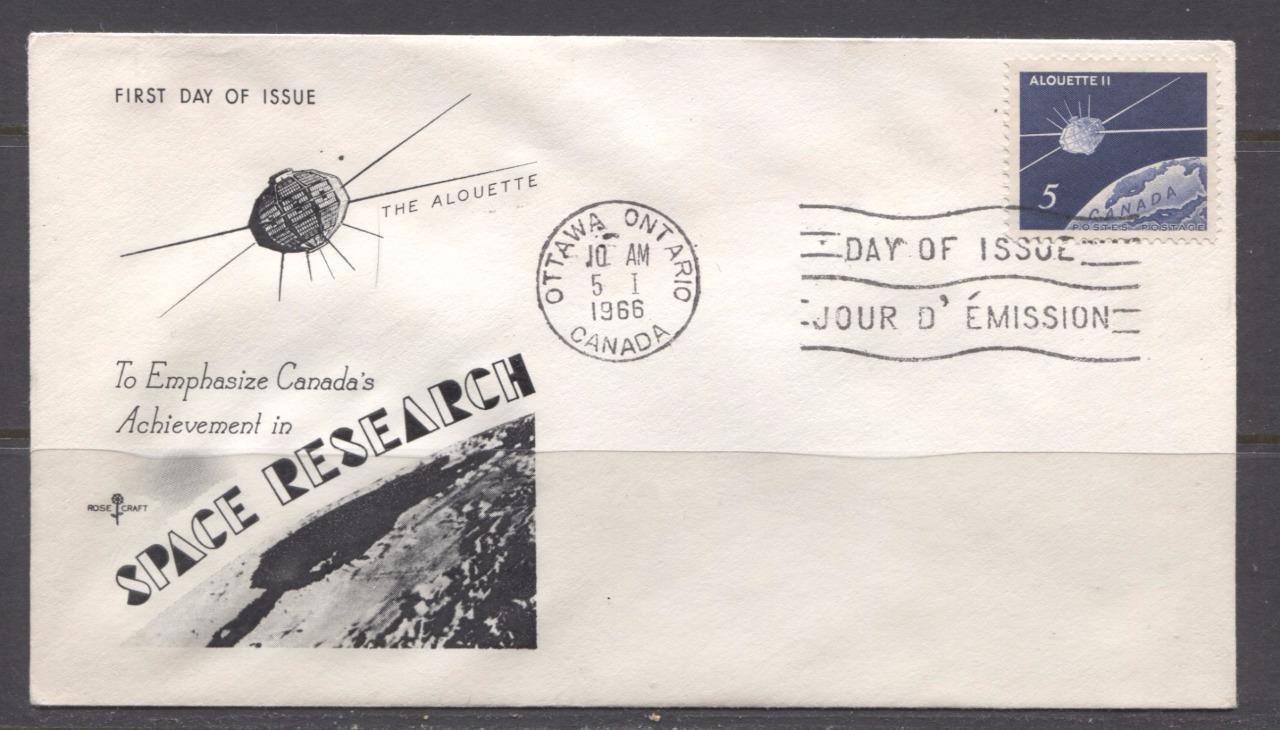 FIRST DAY OF ISSUE
THE ALOUETTE
To Emphasize Canada's
Achievement in
SPACE RESEARCH
ROSE CRAFT
OTTAWA ONTARIO
10 AM
5 I
1966
CANADA
DAY OF ISSUE
JOUR D' ÉMISSION
ALOUETTE II
5
CANADA
POSTES POSTAGE